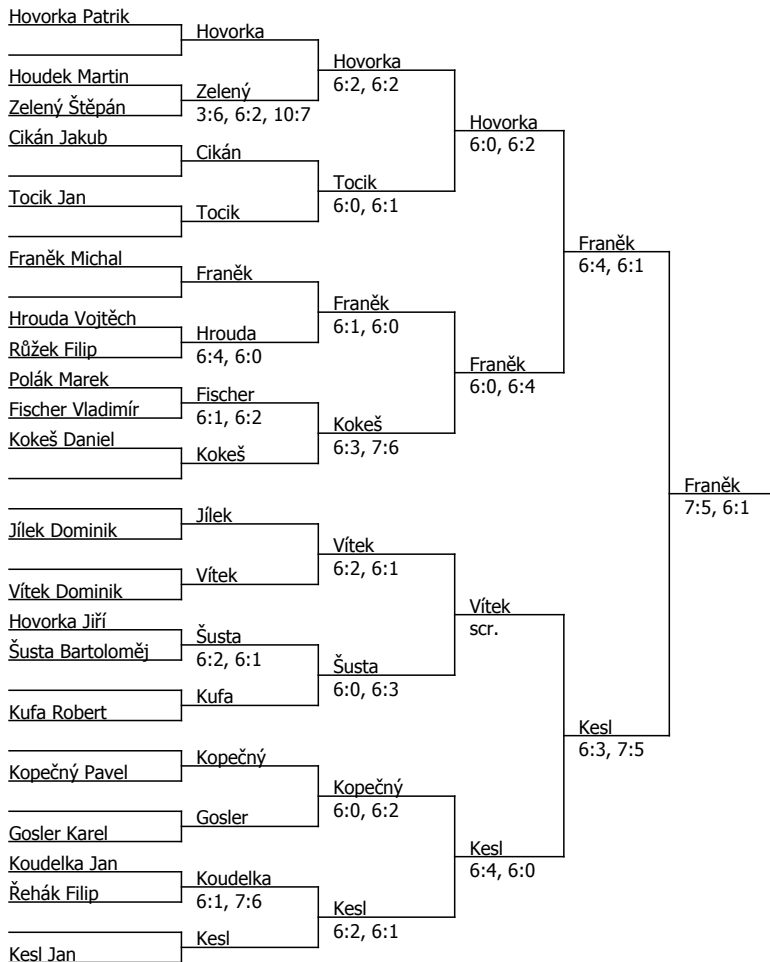 Hovorka Patrik
Hovorka
Hovorka
6:2, 6:2
Houdek Martin
Zelený
Zelený Štěpán
3:6, 6:2, 10:7
Hovorka
6:0, 6:2
Cikán Jakub
Cikán
Tocik
6:0, 6:1
Tocik Jan
Tocik
Franěk
6:4, 6:1
Franěk Michal
Franěk
Franěk
6:1, 6:0
Hrouda Vojtěch
Hrouda
Růžek Filip
6:4, 6:0
Franěk
6:0, 6:4
Polák Marek
Fischer
Fischer Vladimír
6:1, 6:2
Kokeš
6:3, 7:6
Kokeš Daniel
Kokeš
Franěk
7:5, 6:1
Jílek
Jílek Dominik
Vítek
6:2, 6:1
Vítek
Vítek Dominik
Vítek
scr.
Hovorka Jiří
Šusta
Šusta Bartoloměj
6:2, 6:1
Šusta
6:0, 6:3
Kufa
Kufa Robert
Kesl
6:3, 7:5
Kopečný
Kopečný Pavel
Kopečný
6:0, 6:2
Gosler
Gosler Karel
Kesl
6:4, 6:0
Koudelka Jan
Koudelka
Řehák Filip
6:1, 7:6
Kesl
6:2, 6:1
Kesl
Kesl Jan